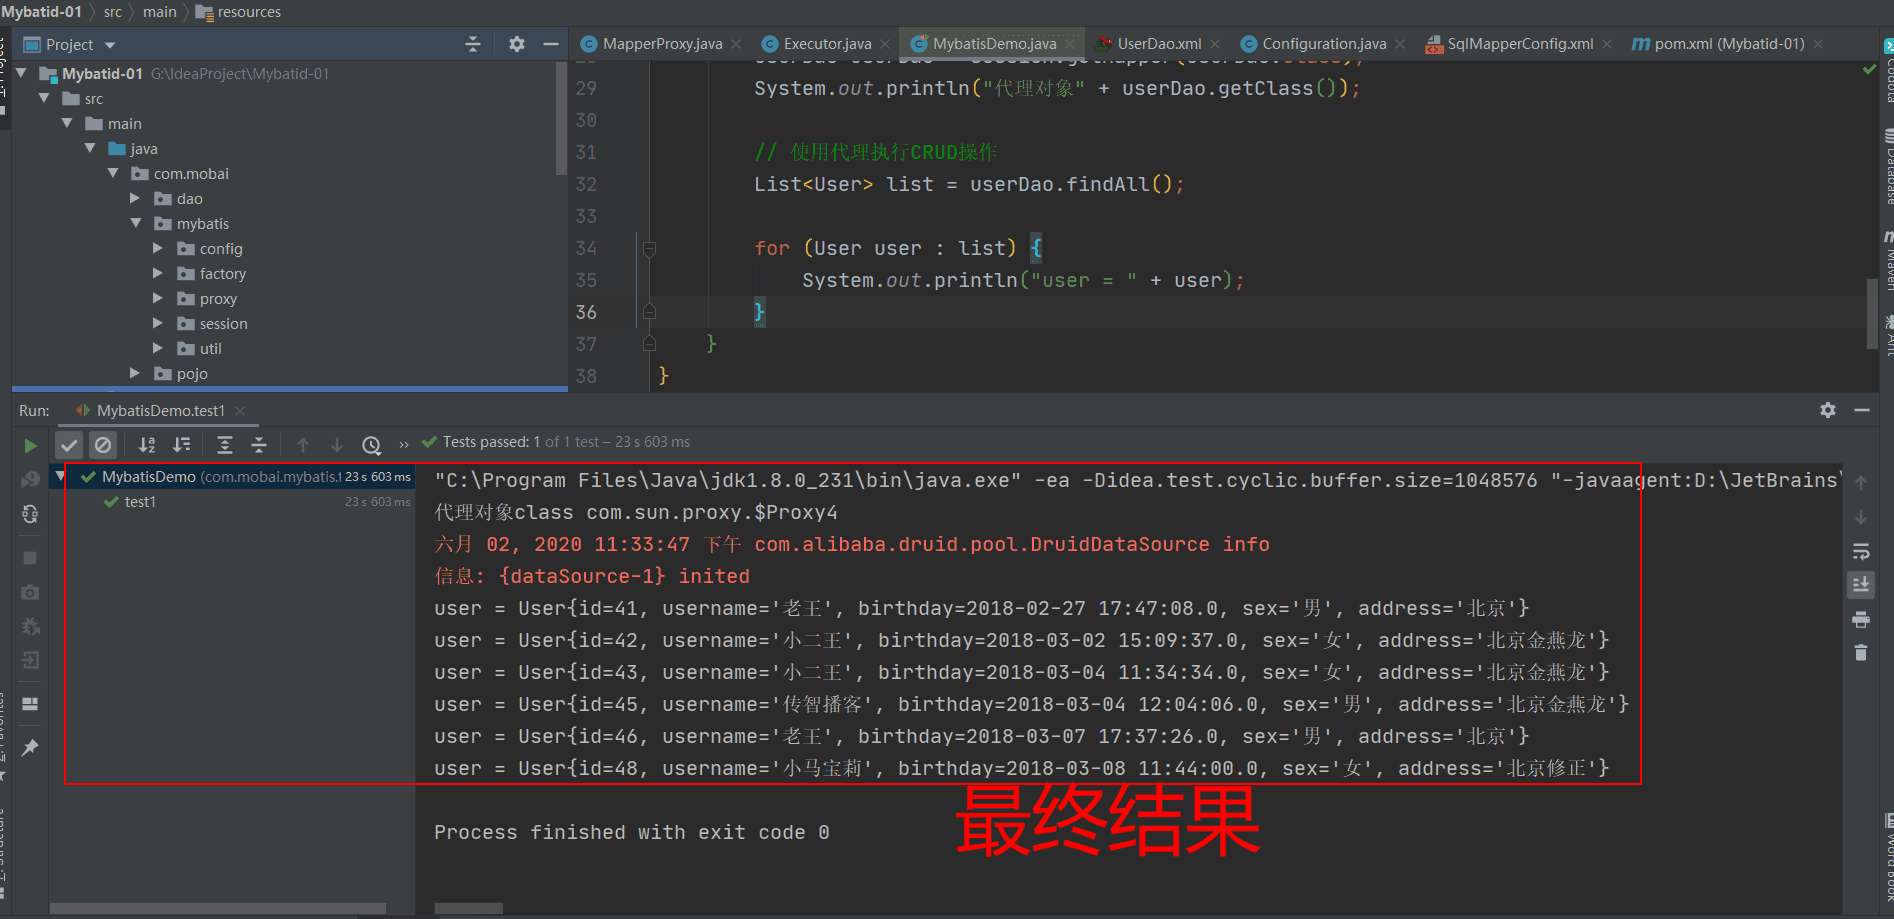 Mybatid-01 src main resources
Project
MapperProxy.java Executor.java MybatisDemo.java UserDao.xml Configuration.java SqlMapperConfig.xml pom.xml (Mybatid-01)
Mybatid-01 G:\IdeaProject\Mybatid-01
src
main
java
com.mobai
dao
mybatis
config
factory
proxy
session
util
pojo
29 System.out.println("代理对象" + userDao.getClass());
30
31 // 使用代理执行CRUD操作
32 List<User> list = userDao.findAll();
33
34 for (User user : list) {
35 System.out.println("user = " + user);
36 }
37 }
38 }
Database
Maven
Ant
Run: MybatisDemo.test1
Tests passed: 1 of 1 test – 23 s 603 ms
MybatisDemo (com.mobai.mybatis.t 23 s 603 ms
test1 23 s 603 ms
"C:\Program Files\Java\jdk1.8.0_231\bin\java.exe" -ea -Didea.test.cyclic.buffer.size=1048576 "-javaagent:D:\JetBrains\
代理对象class com.sun.proxy.$Proxy4
六月 02, 2020 11:33:47 下午 com.alibaba.druid.pool.DruidDataSource info
信息: {dataSource-1} inited
user = User{id=41, username='老王', birthday=2018-02-27 17:47:08.0, sex='男', address='北京'}
user = User{id=42, username='小二王', birthday=2018-03-02 15:09:37.0, sex='女', address='北京金燕龙'}
user = User{id=43, username='小二王', birthday=2018-03-04 11:34:34.0, sex='女', address='北京金燕龙'}
user = User{id=45, username='传智播客', birthday=2018-03-04 12:04:06.0, sex='男', address='北京金燕龙'}
user = User{id=46, username='老王', birthday=2018-03-07 17:37:26.0, sex='男', address='北京'}
user = User{id=48, username='小马宝莉', birthday=2018-03-08 11:44:00.0, sex='女', address='北京修正'}
最终结果
Process finished with exit code 0
Word Book